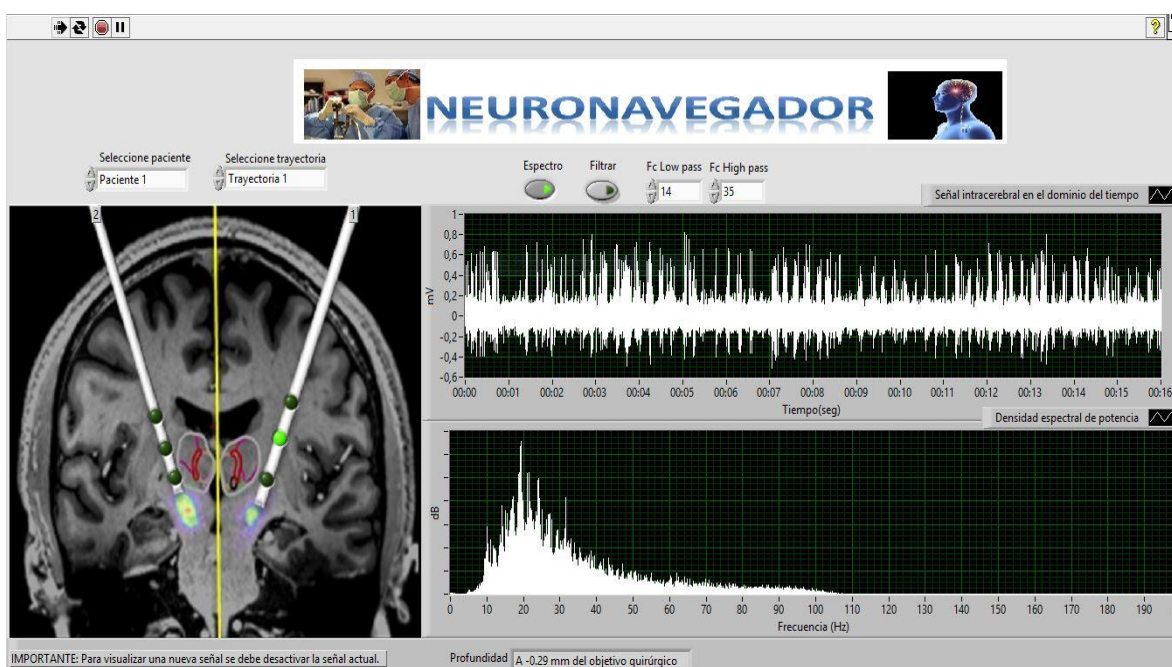 NEURONAVEGADOR
Seleccione paciente
Paciente 1
Seleccione trayectoria
Trayectoria 1
Espectro
Filtrar
Fc Low pass
14
Fc High pass
35
Señal intracerebral en el dominio del tiempo
2
1
mV
1
0,8
0,6
0,4
0,2
0
-0,2
-0,4
-0,6
00:00 00:01 00:02 00:03 00:04 00:05 00:06 00:07 00:08 00:09 00:10 00:11 00:12 00:13 00:14 00:15 00:16
Tiempo(seg)
Densidad espectral de potencia
dB
0 10 20 30 40 50 60 70 80 90 100 110 120 130 140 150 160 170 180 190
Frecuencia (Hz)
IMPORTANTE: Para visualizar una nueva señal se debe desactivar la señal actual.
Profundidad
A -0.29 mm del objetivo quirúrgico